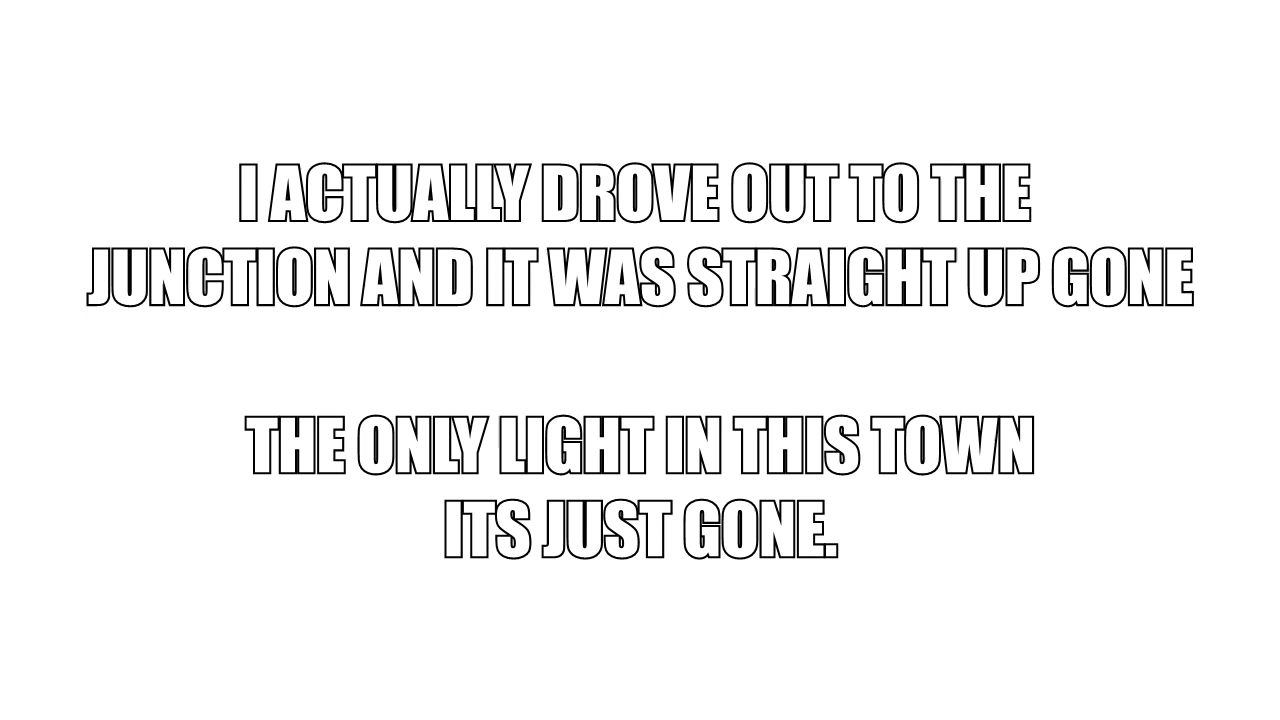 I ACTUALLY DROVE OUT TO THE
JUNCTION AND IT WAS STRAIGHT UP GONE
THE ONLY LIGHT IN THIS TOWN
ITS JUST GONE.